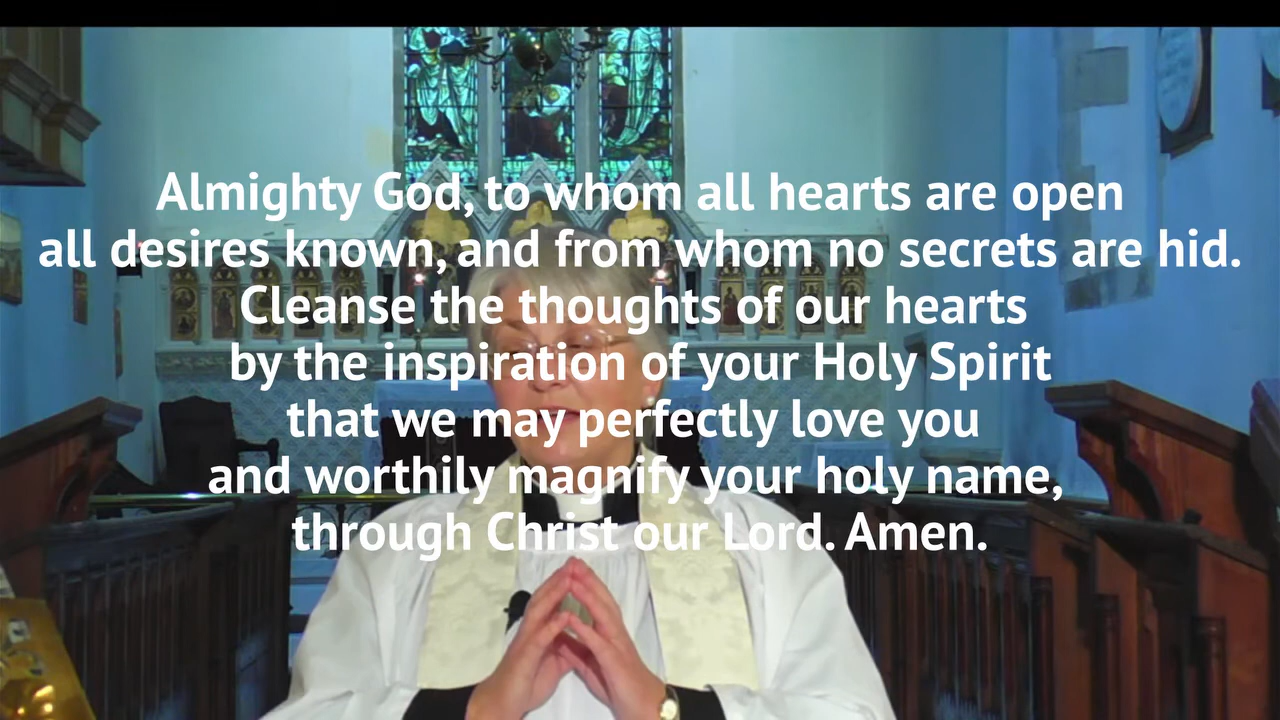 Almighty God, to whom all hearts are open
all desires known, and from whom no secrets are hid.
Cleanse the thoughts of our hearts
by the inspiration of your Holy Spirit
that we may perfectly love you
and worthily magnify your holy name,
through Christ our Lord. Amen.